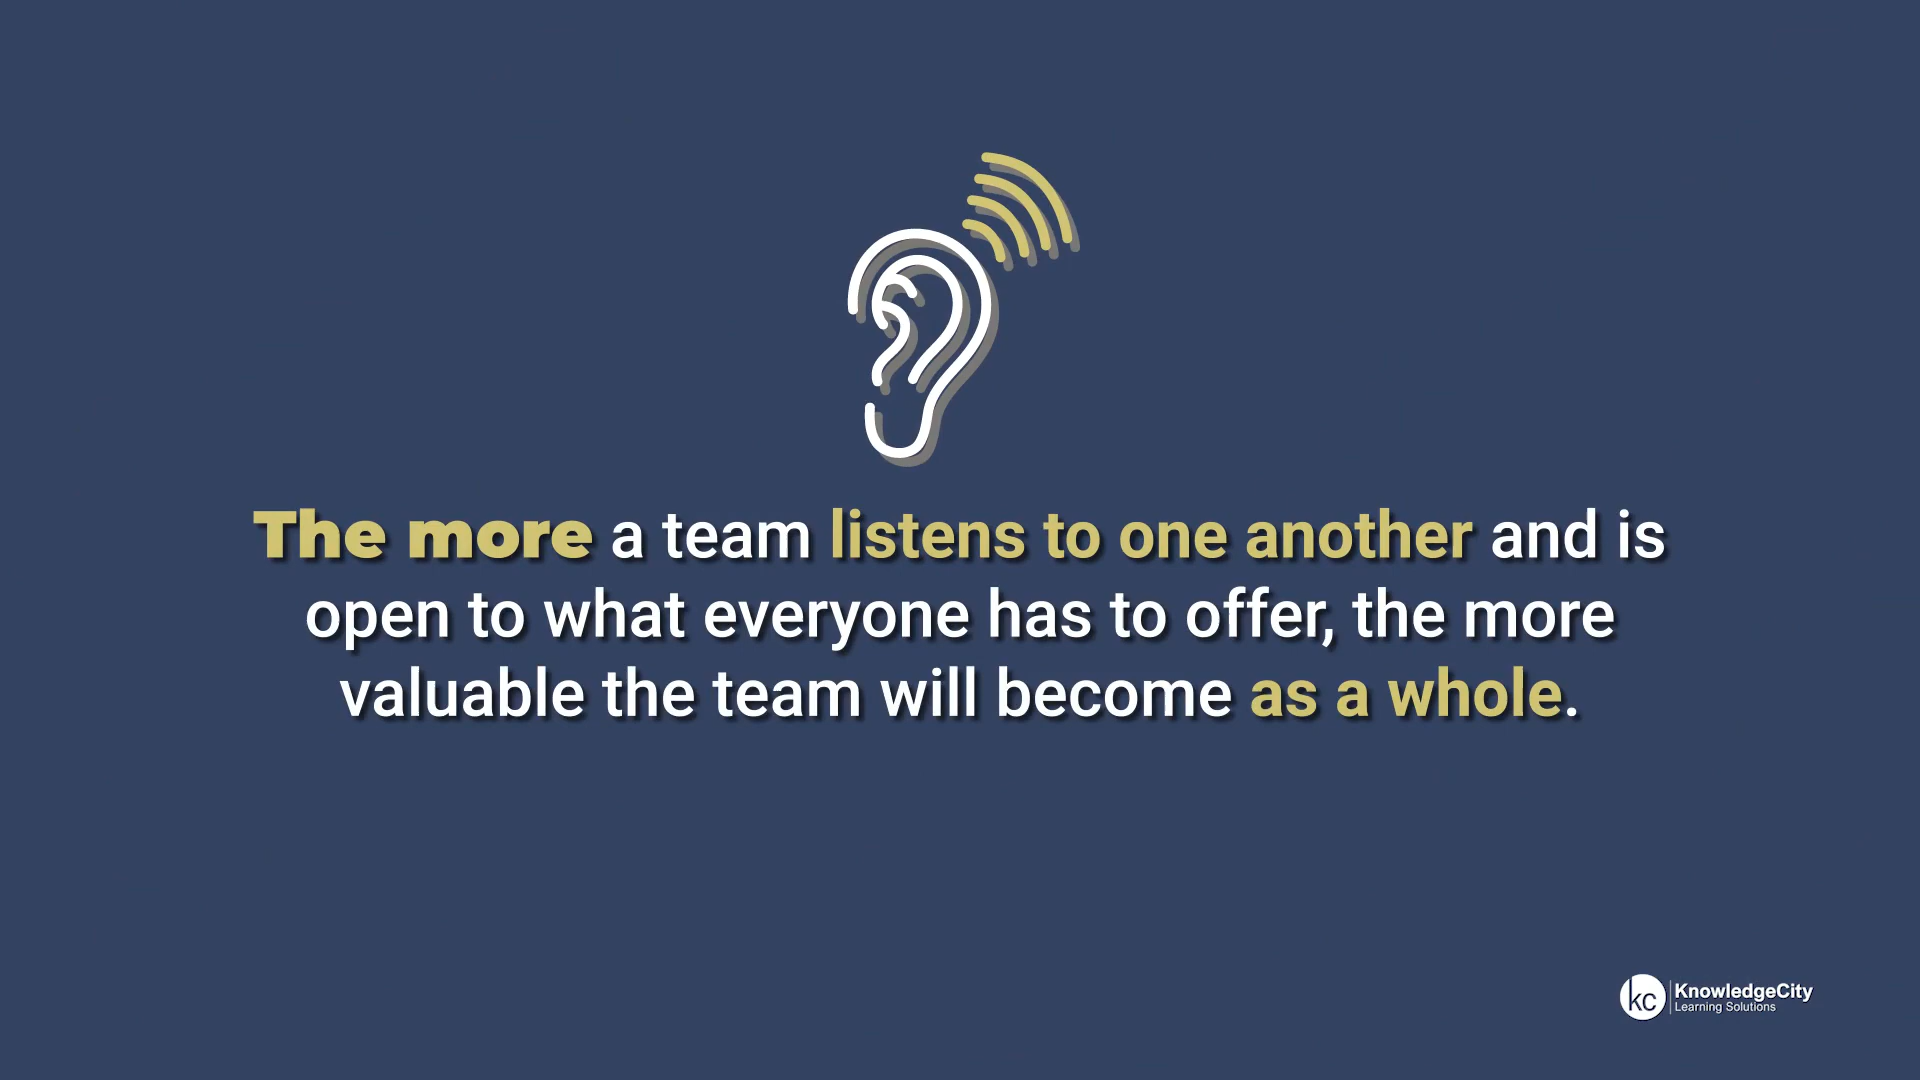 The more a team listens to one another and is
open to what everyone has to offer, the more
valuable the team will become as a whole.
kc KnowledgeCity
Learning Solutions